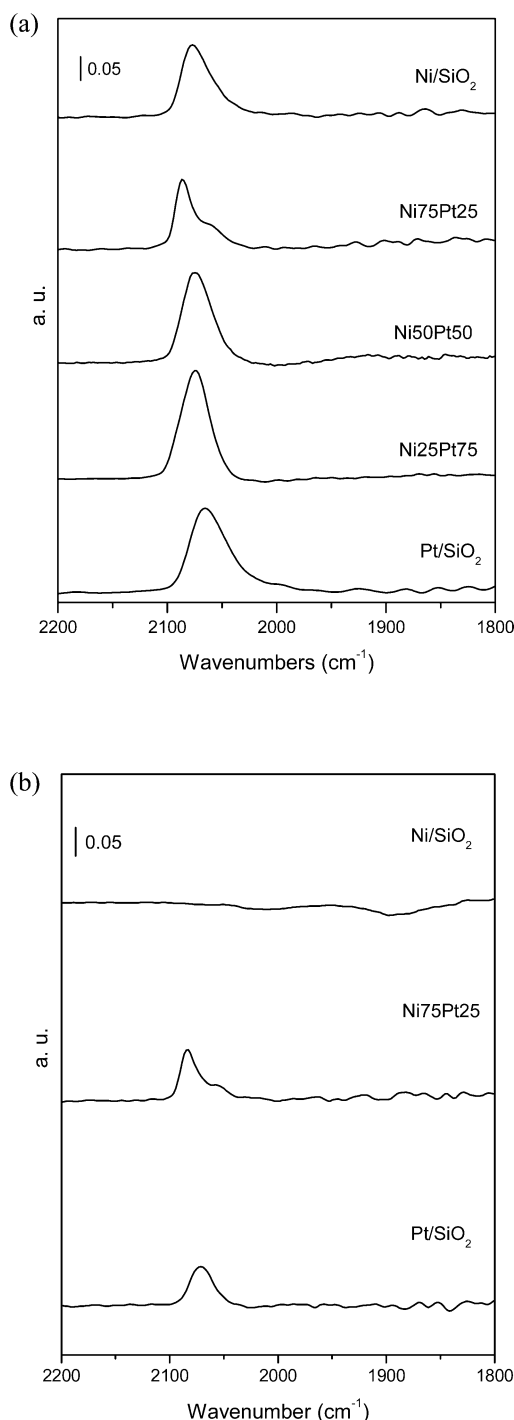 (a)
0.05
Ni/SiO₂
Ni75Pt25
Ni50Pt50
Ni25Pt75
Pt/SiO₂
a. u.
2200 2100 2000 1900 1800
Wavenumbers (cm⁻¹)
(b)
0.05
Ni/SiO₂
Ni75Pt25
Pt/SiO₂
a. u.
2200 2100 2000 1900 1800
Wavenumber (cm⁻¹)